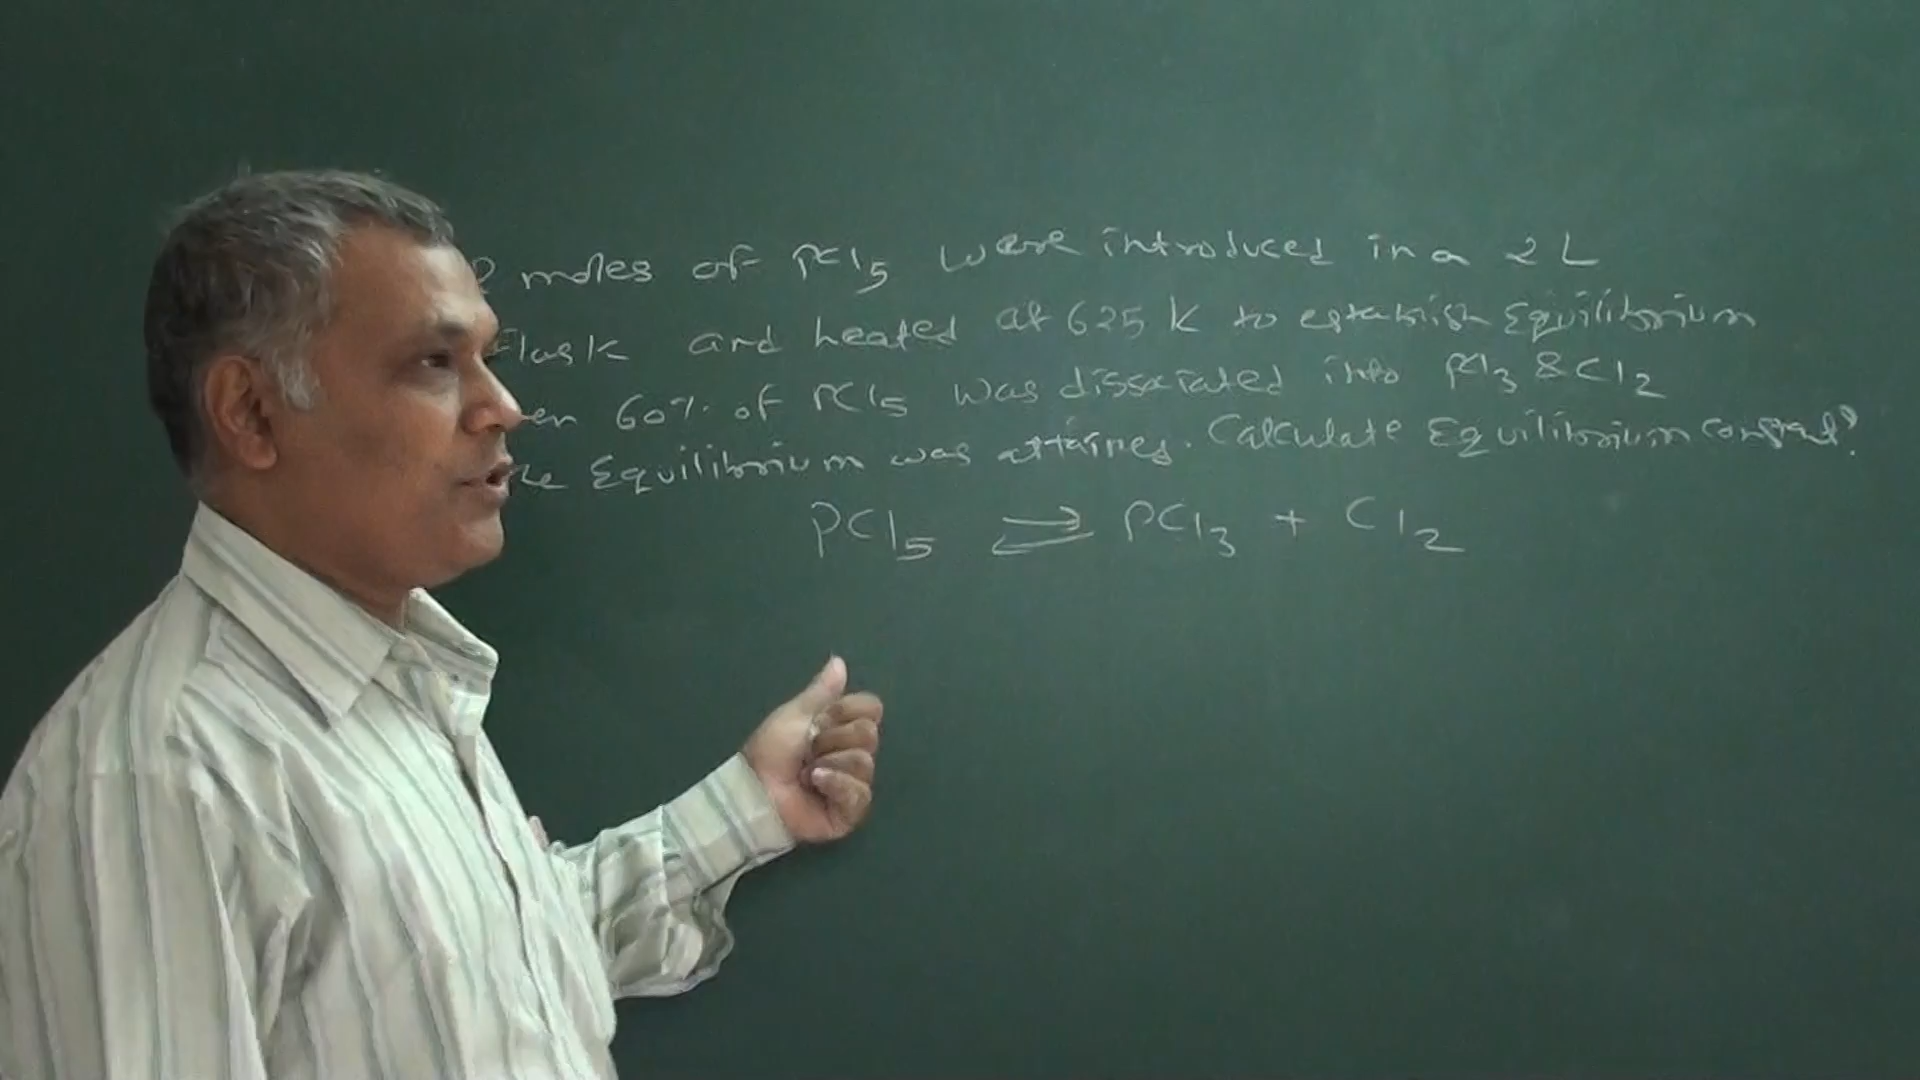 moles of PCl5 were introduced in a 2 L
flask and heated at 625 K to establish Equilibrium
60% of PCl5 was dissociated into PCl3 & Cl2
Equilibrium was attained. Calculate Equilibrium constant?
PCl5 ⇌ PCl3 + Cl2